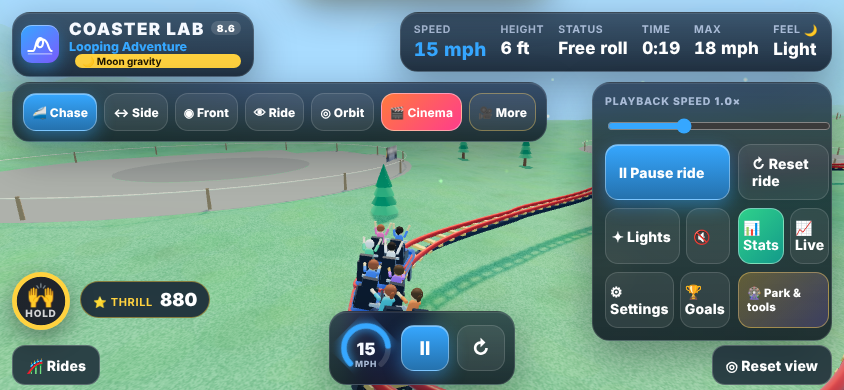 COASTER LAB 8.6
Looping Adventure
Moon gravity
SPEED HEIGHT STATUS TIME MAX FEEL
15 mph 6 ft Free roll 0:19 18 mph Light
Chase Side Front Ride Orbit Cinema More
PLAYBACK SPEED 1.0×
Pause ride
Reset
ride
Lights
Stats
Live
Settings
Goals
Park &
tools
HOLD
THRILL 880
15
MPH
Rides
Reset view